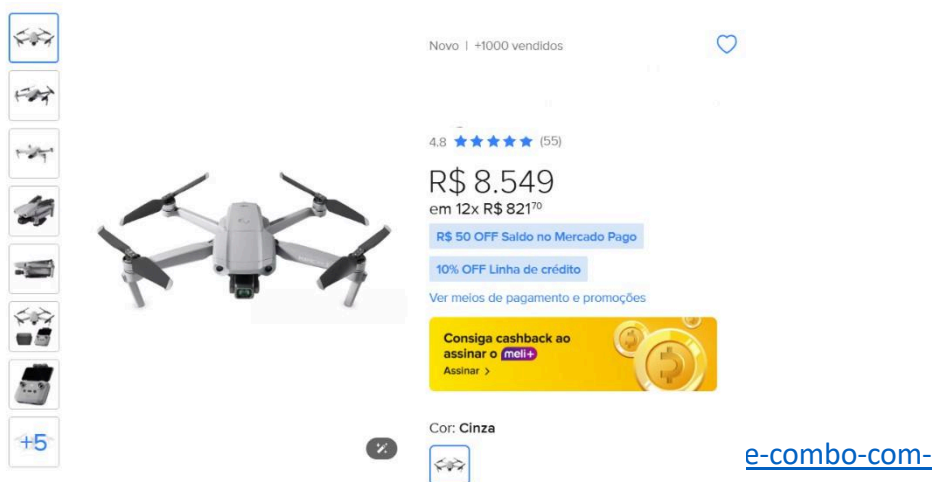 Novo | +1000 vendidos
4.8 ★★★★★ (55)
R$ 8.549
em 12x R$ 821⁷⁰
R$ 50 OFF Saldo no Mercado Pago
10% OFF Linha de crédito
Ver meios de pagamento e promoções
Consiga cashback ao
assinar o meli+
Assinar >
Cor: Cinza
+5
e-combo-com-